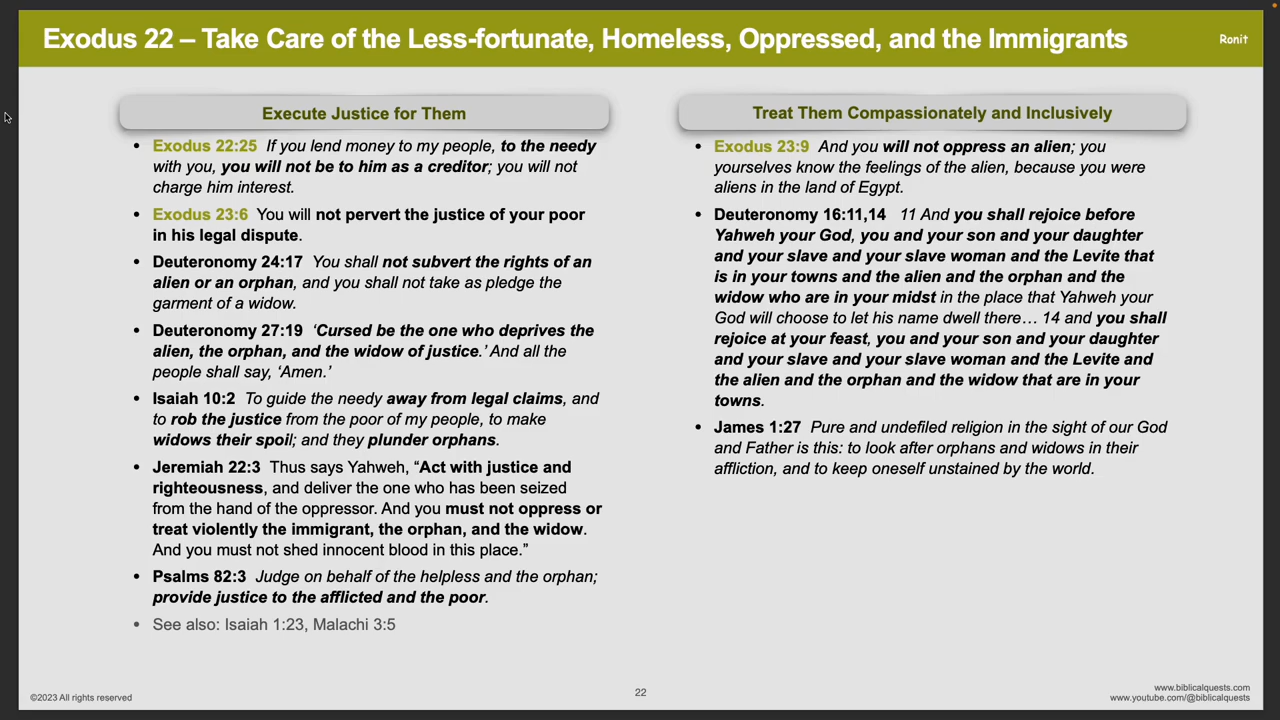 Exodus 22 – Take Care of the Less-fortunate, Homeless, Oppressed, and the Immigrants
Ronit
Execute Justice for Them
• Exodus 22:25 If you lend money to my people, to the needy
with you, you will not be to him as a creditor; you will not
charge him interest.
• Exodus 23:6 You will not pervert the justice of your poor
in his legal dispute.
• Deuteronomy 24:17 You shall not subvert the rights of an
alien or an orphan, and you shall not take as pledge the
garment of a widow.
• Deuteronomy 27:19 ‘Cursed be the one who deprives the
alien, the orphan, and the widow of justice.’ And all the
people shall say, ‘Amen.’
• Isaiah 10:2 To guide the needy away from legal claims, and
to rob the justice from the poor of my people, to make
widows their spoil; and they plunder orphans.
• Jeremiah 22:3 Thus says Yahweh, “Act with justice and
righteousness, and deliver the one who has been seized
from the hand of the oppressor. And you must not oppress or
treat violently the immigrant, the orphan, and the widow.
And you must not shed innocent blood in this place.”
• Psalms 82:3 Judge on behalf of the helpless and the orphan;
provide justice to the afflicted and the poor.
• See also: Isaiah 1:23, Malachi 3:5
Treat Them Compassionately and Inclusively
• Exodus 23:9 And you will not oppress an alien; you
yourselves know the feelings of the alien, because you were
aliens in the land of Egypt.
• Deuteronomy 16:11,14 11 And you shall rejoice before
Yahweh your God, you and your son and your daughter
and your slave and your slave woman and the Levite that
is in your towns and the alien and the orphan and the
widow who are in your midst in the place that Yahweh your
God will choose to let his name dwell there… 14 and you shall
rejoice at your feast, you and your son and your daughter
and your slave and your slave woman and the Levite and
the alien and the orphan and the widow that are in your
towns.
• James 1:27 Pure and undefiled religion in the sight of our God
and Father is this: to look after orphans and widows in their
affliction, and to keep oneself unstained by the world.
©2023 All rights reserved
22
www.biblicalquests.com
www.youtube.com/@biblicalquests